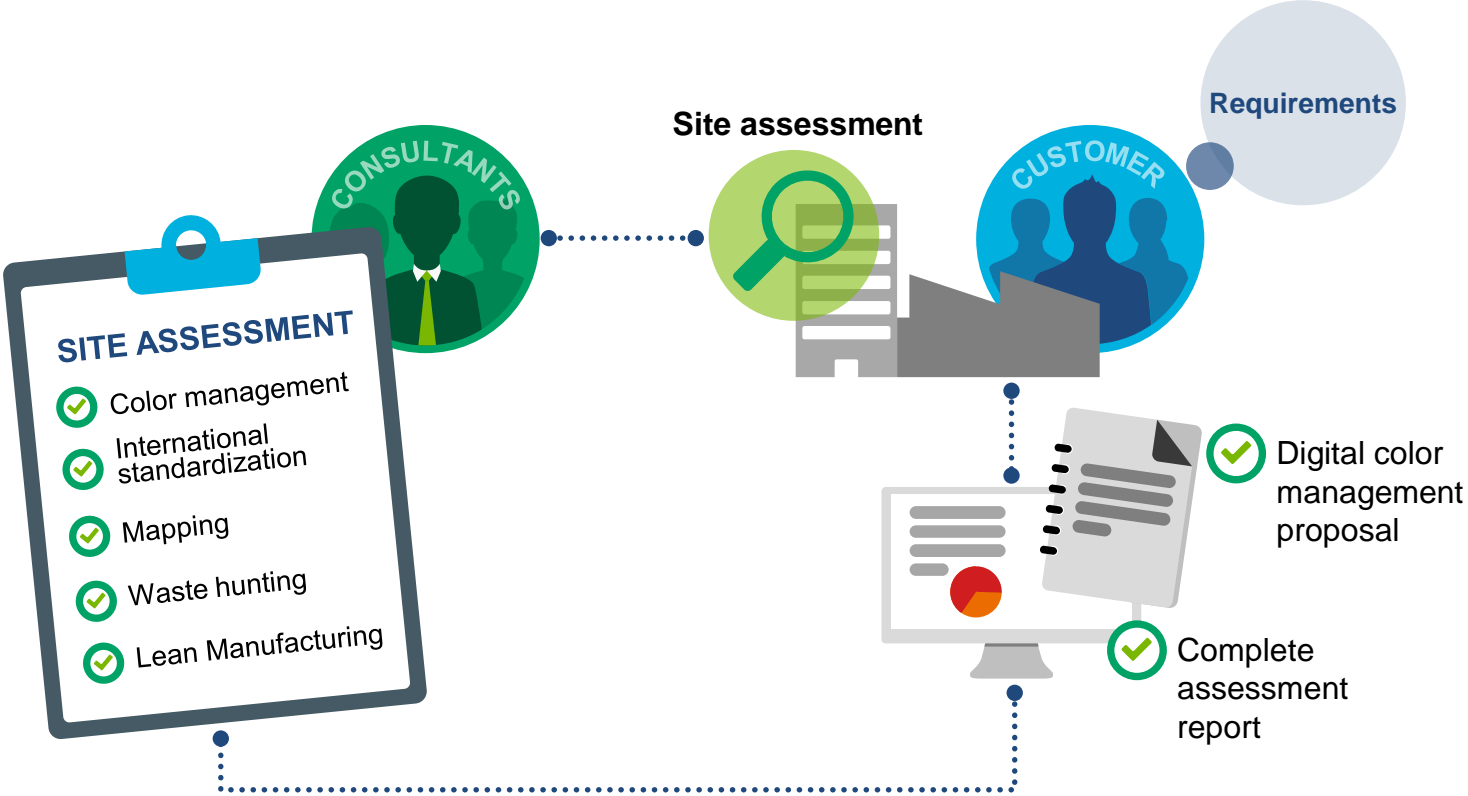 Requirements
Site assessment
CONSULTANTS
CUSTOMER
SITE ASSESSMENT
Color management
International
standardization
Mapping
Waste hunting
Lean Manufacturing
Digital color
management
proposal
Complete
assessment
report